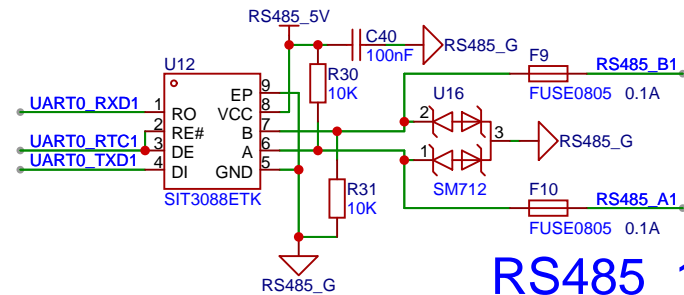 RS485_5V
C40
100nF
RS485_G
U12
R30
10K
F9
RS485_B1
FUSE0805 0.1A
UART0_RXD1
1 RO
EP 9
VCC 8
UART0_RTC1
2 RE#
B 7
3 DE
A 6
UART0_TXD1
4 DI
GND 5
SIT3088ETK
U16
2
3
RS485_G
1
SM712
R31
10K
F10
RS485_A1
FUSE0805 0.1A
RS485_G
RS485